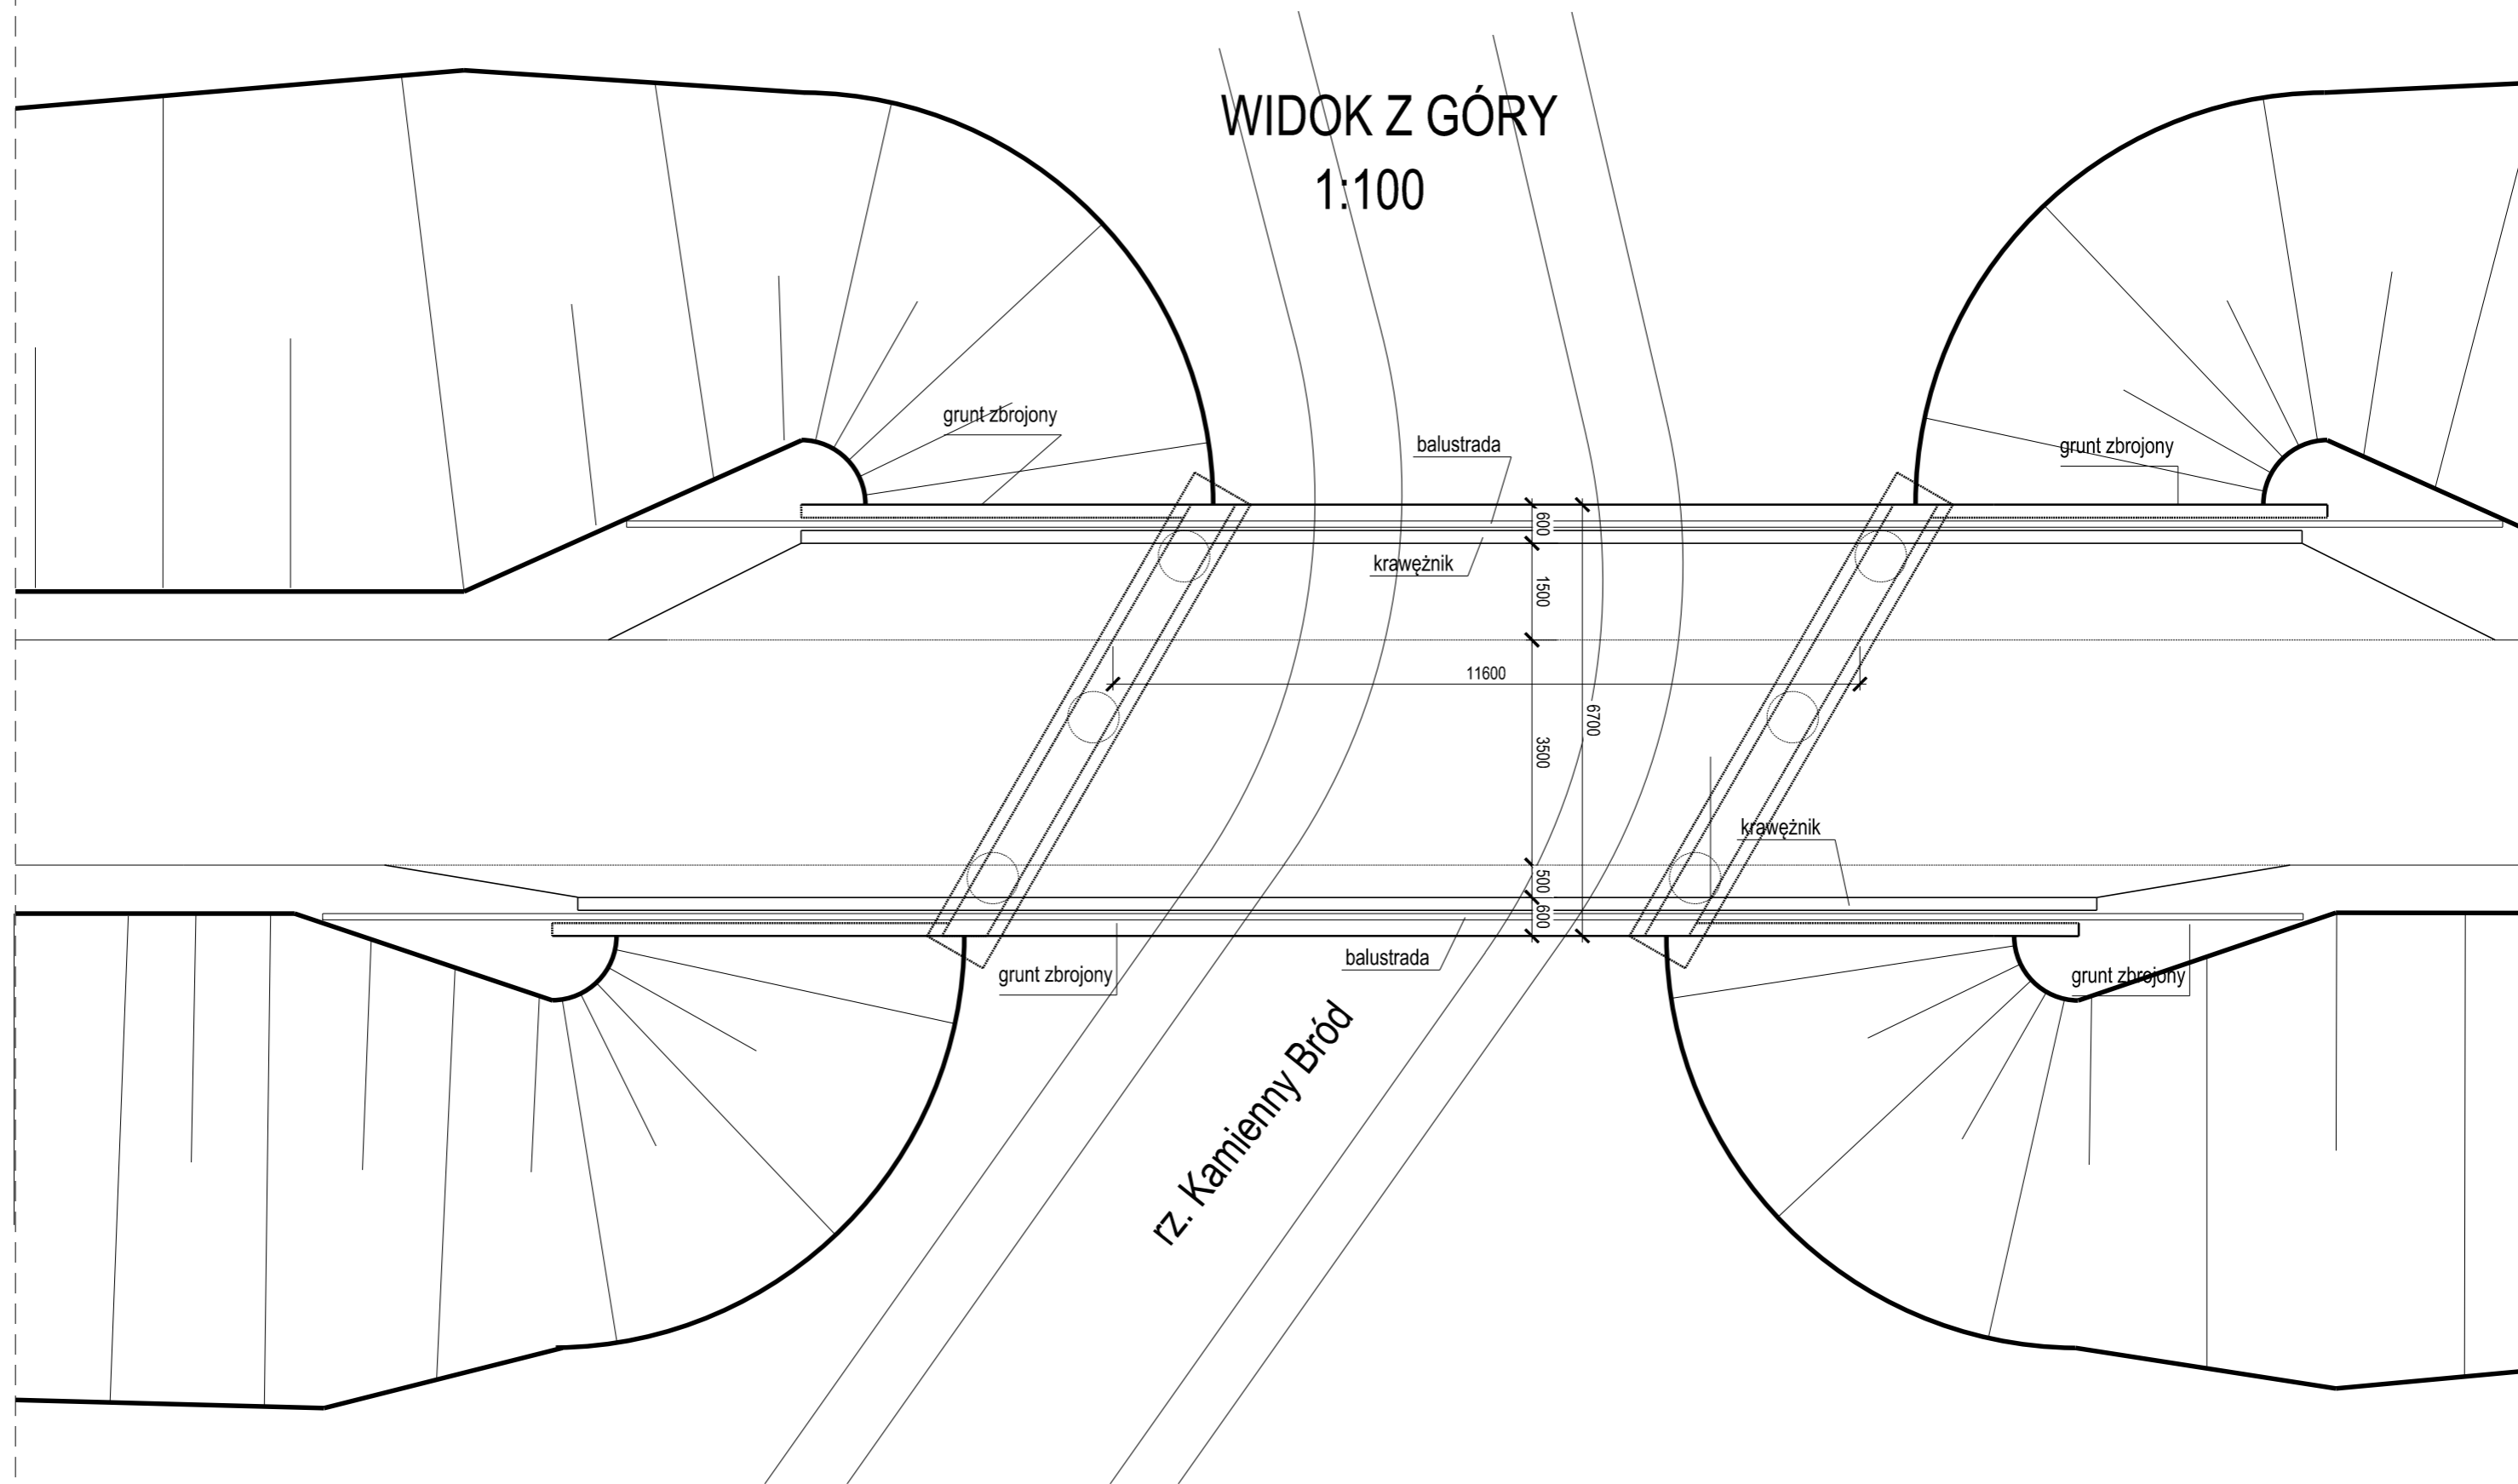 WIDOK Z GÓRY
1:100
grunt zbrojony
balustrada
grunt zbrojony
600
krawężnik
1500
11600
6700
3500
krawężnik
500
600
balustrada
grunt zbrojony
grunt zbrojony
rz. Kamienny Bród